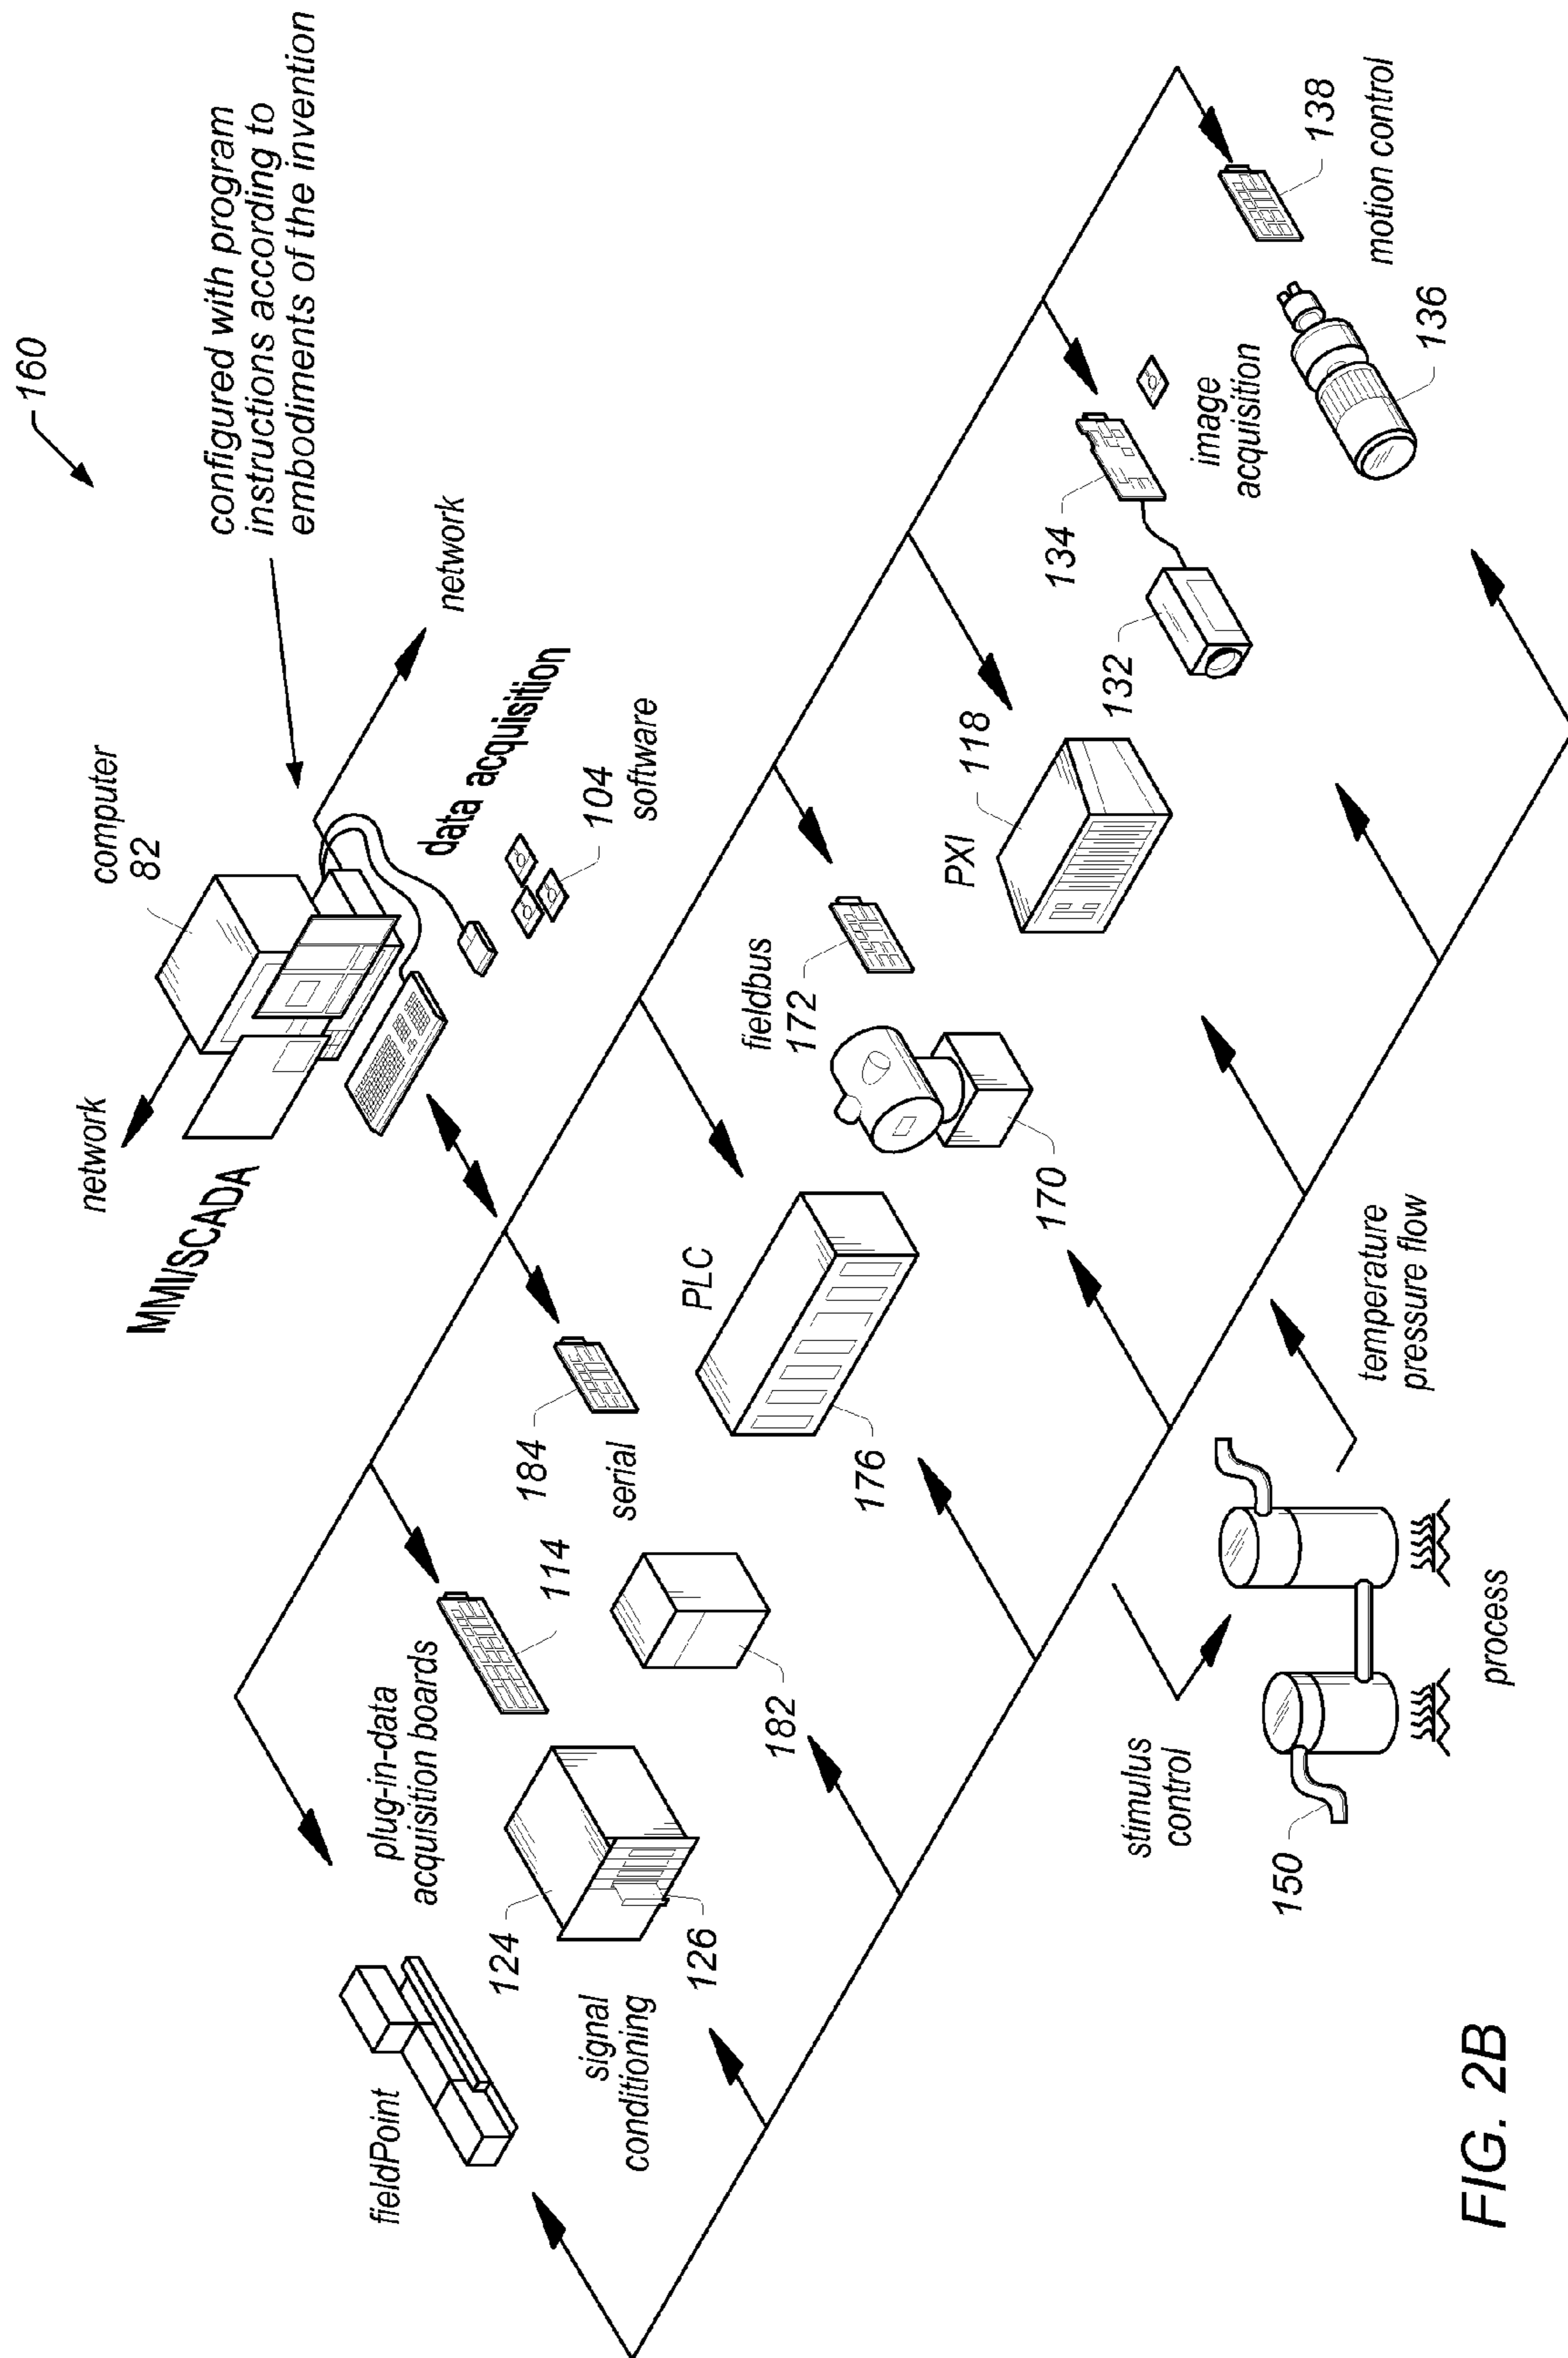 160
configured with program
instructions according to
embodiments of the invention
computer
82
network
network
MMI/SCADA
data acquisition
104
software
fieldPoint
plug-in-data
acquisition boards
114
184
serial
124
126
signal
conditioning
182
PLC
176
fieldbus
172
170
PXI
118
134
132
image
acquisition
138
motion control
136
stimulus
control
150
process
temperature
pressure flow
FIG. 2B